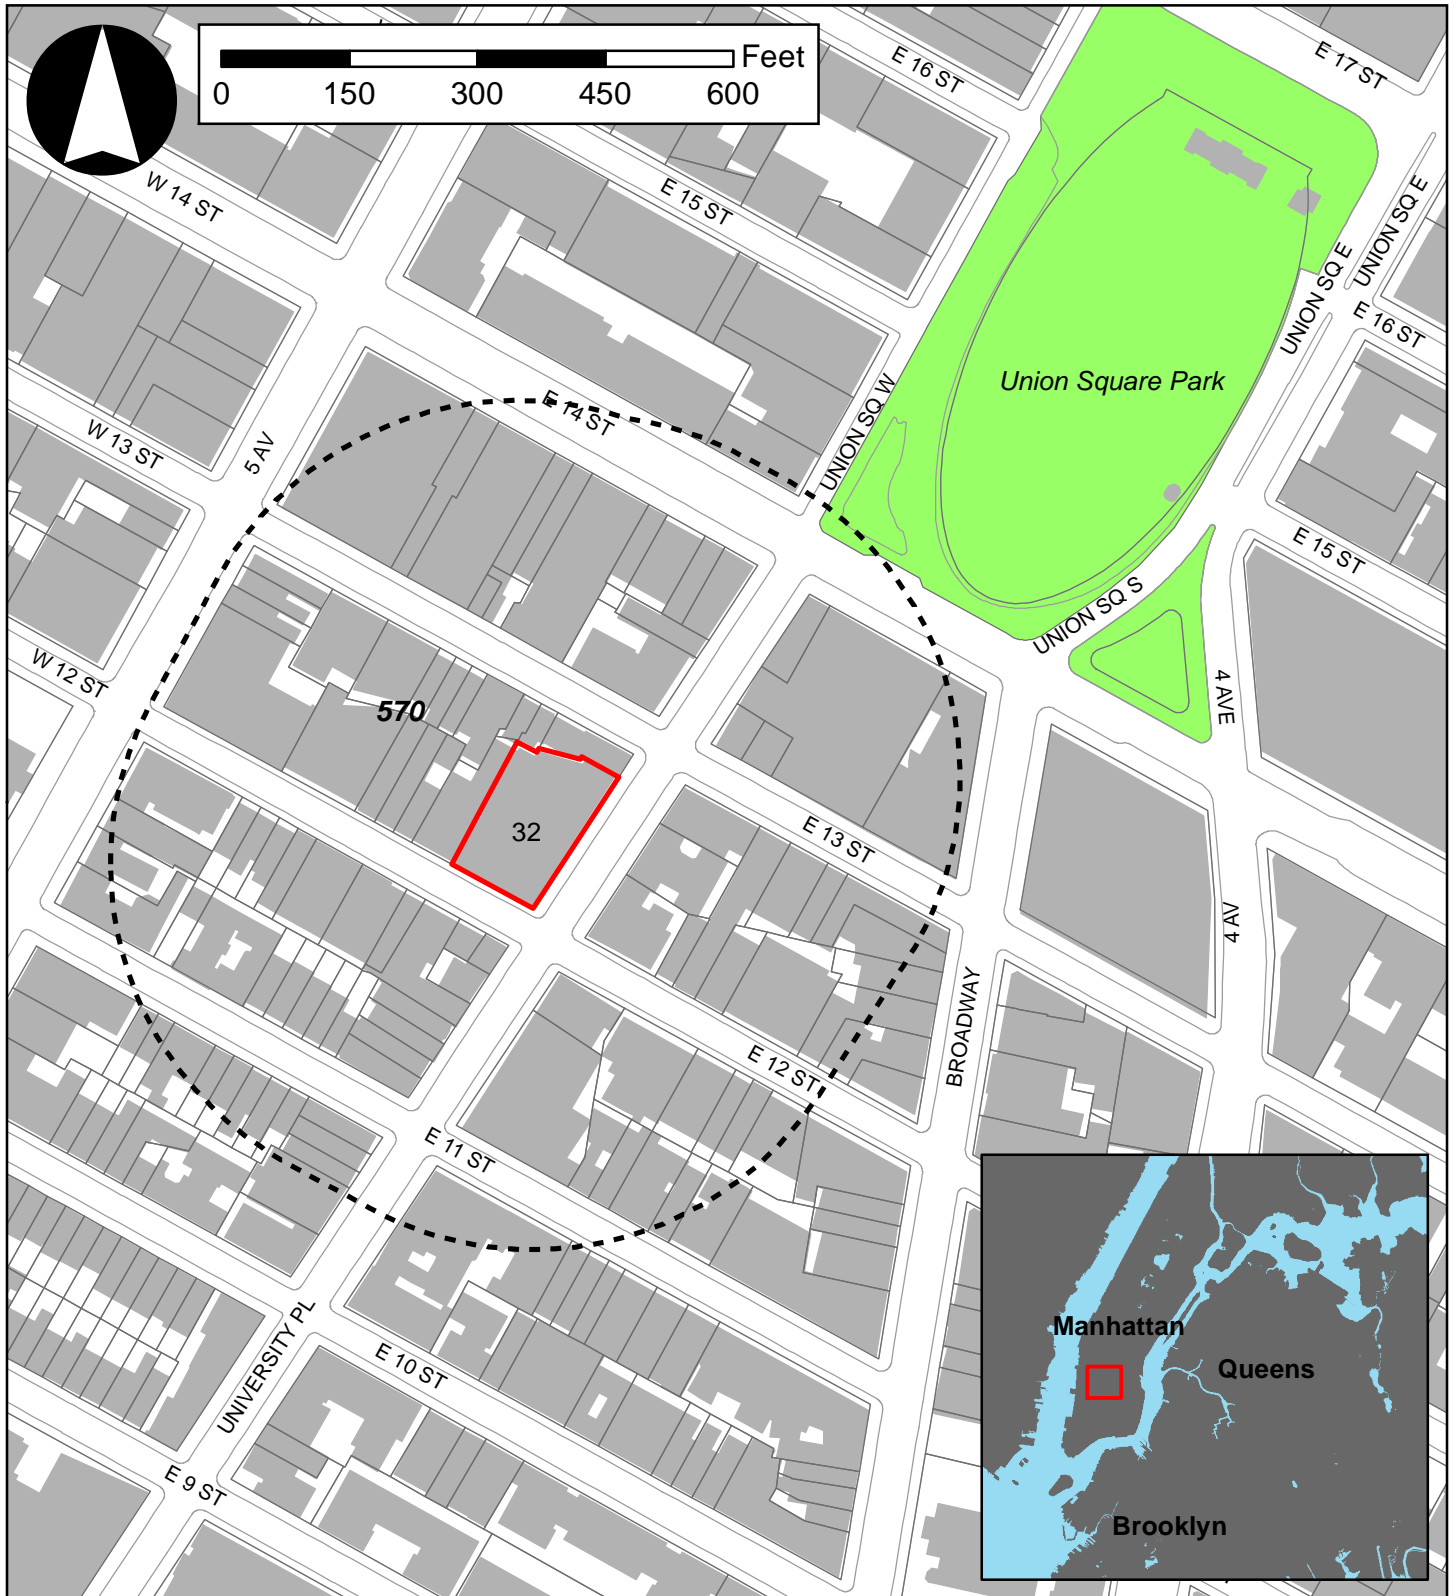 Feet
0 150 300 450 600
E 17 ST
E 16 ST
W 14 ST
E 15 ST
UNION SQ E
UNION SQ E
E 16 ST
Union Square Park
UNION SQ W
E 14 ST
W 13 ST
5 AV
E 15 ST
UNION SQ S
W 12 ST
4 AVE
570
32
E 13 ST
4 AV
BROADWAY
E 12 ST
E 11 ST
UNIVERSITY PL
E 10 ST
E 9 ST
Manhattan
Queens
Brooklyn